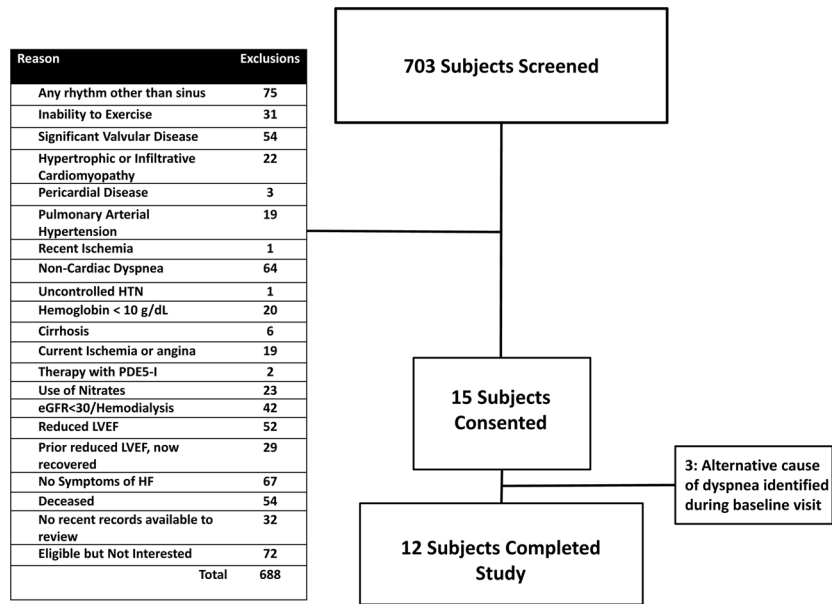 Reason Exclusions
Any rhythm other than sinus 75
Inability to Exercise 31
Significant Valvular Disease 54
Hypertrophic or Infiltrative 22
Cardiomyopathy
Pericardial Disease 3
Pulmonary Arterial 19
Hypertension
Recent Ischemia 1
Non-Cardiac Dyspnea 64
Uncontrolled HTN 1
Hemoglobin < 10 g/dL 20
Cirrhosis 6
Current Ischemia or angina 19
Therapy with PDE5-I 2
Use of Nitrates 23
eGFR<30/Hemodialysis 42
Reduced LVEF 52
Prior reduced LVEF, now 29
recovered
No Symptoms of HF 67
Deceased 54
No recent records available to 32
review
Eligible but Not Interested 72
Total 688
703 Subjects Screened
15 Subjects
Consented
3: Alternative cause
of dyspnea identified
during baseline visit
12 Subjects Completed
Study